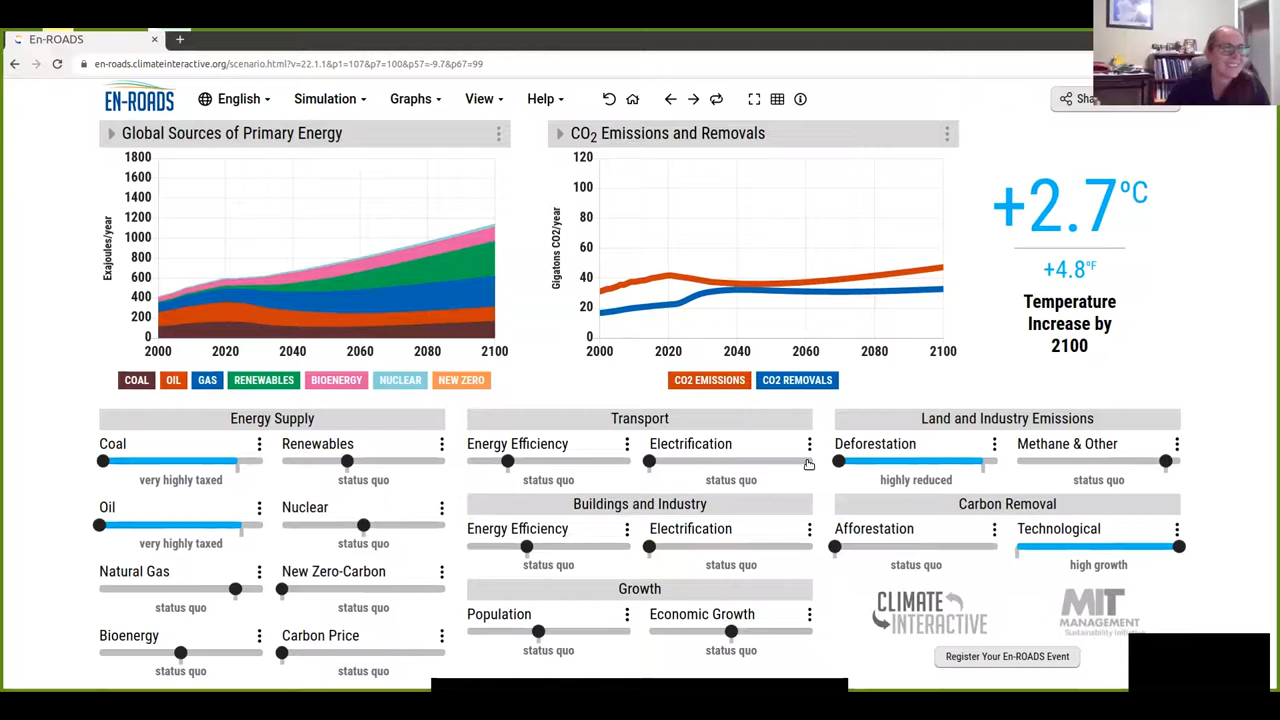 En-ROADS
en-roads.climateinteractive.org/scenario.html?v=22.1.1&p1=107&p7=100&p57=-9.7&p67=99
EN-ROADS
English
Simulation
Graphs
View
Help
Global Sources of Primary Energy
CO2 Emissions and Removals
1800
1600
1400
1200
1000
800
600
400
200
0
Exajoules/year
2000
2020
2040
2060
2080
2100
COAL
OIL
GAS
RENEWABLES
BIOENERGY
NUCLEAR
NEW ZERO
120
100
80
60
40
20
0
Gigatons CO2/year
2000
2020
2040
2060
2080
2100
CO2 EMISSIONS
CO2 REMOVALS
+2.7°C
+4.8°F
Temperature
Increase by
2100
Energy Supply
Coal
very highly taxed
Renewables
status quo
Oil
very highly taxed
Nuclear
status quo
Natural Gas
status quo
New Zero-Carbon
status quo
Bioenergy
status quo
Carbon Price
status quo
Transport
Energy Efficiency
status quo
Electrification
status quo
Buildings and Industry
Energy Efficiency
status quo
Electrification
status quo
Growth
Population
status quo
Economic Growth
status quo
Land and Industry Emissions
Deforestation
highly reduced
Methane & Other
status quo
Carbon Removal
Afforestation
status quo
Technological
high growth
CLIMATE
INTERACTIVE
MIT
MANAGEMENT
Register Your En-ROADS Event